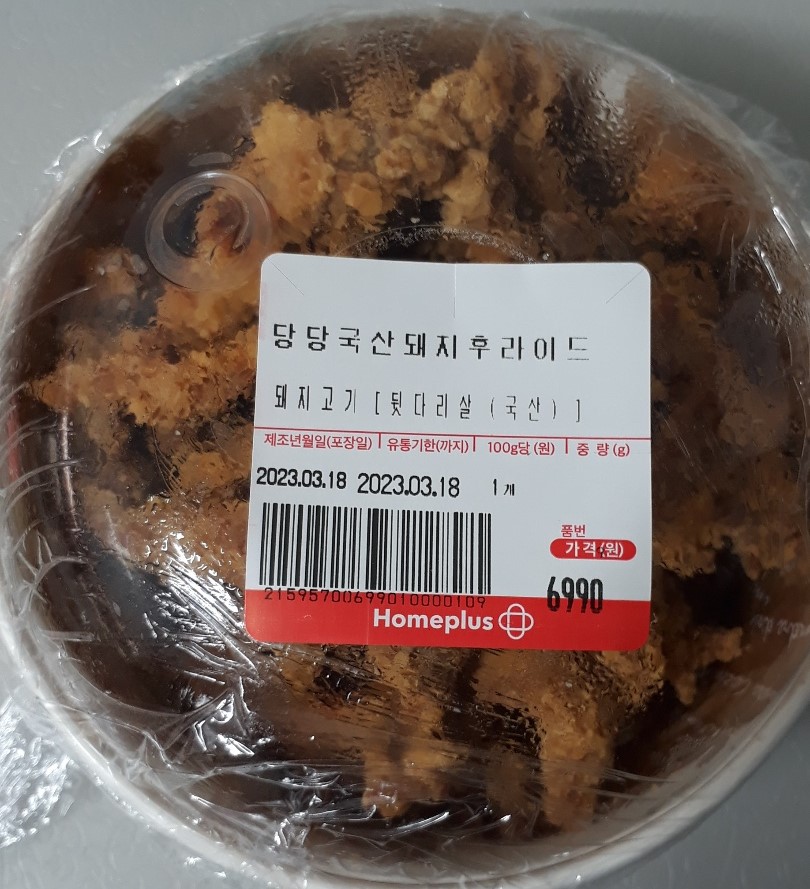 당당국산돼지후라이드
돼지고기 [뒷다리살 (국산) ]
제조년월일(포장일) 유통기한(까지) 100g당 (원) 중 량 (g)
2023.03.18 2023.03.18 1개
품번
가격(원)
21595700699010000109
6990
Homeplus